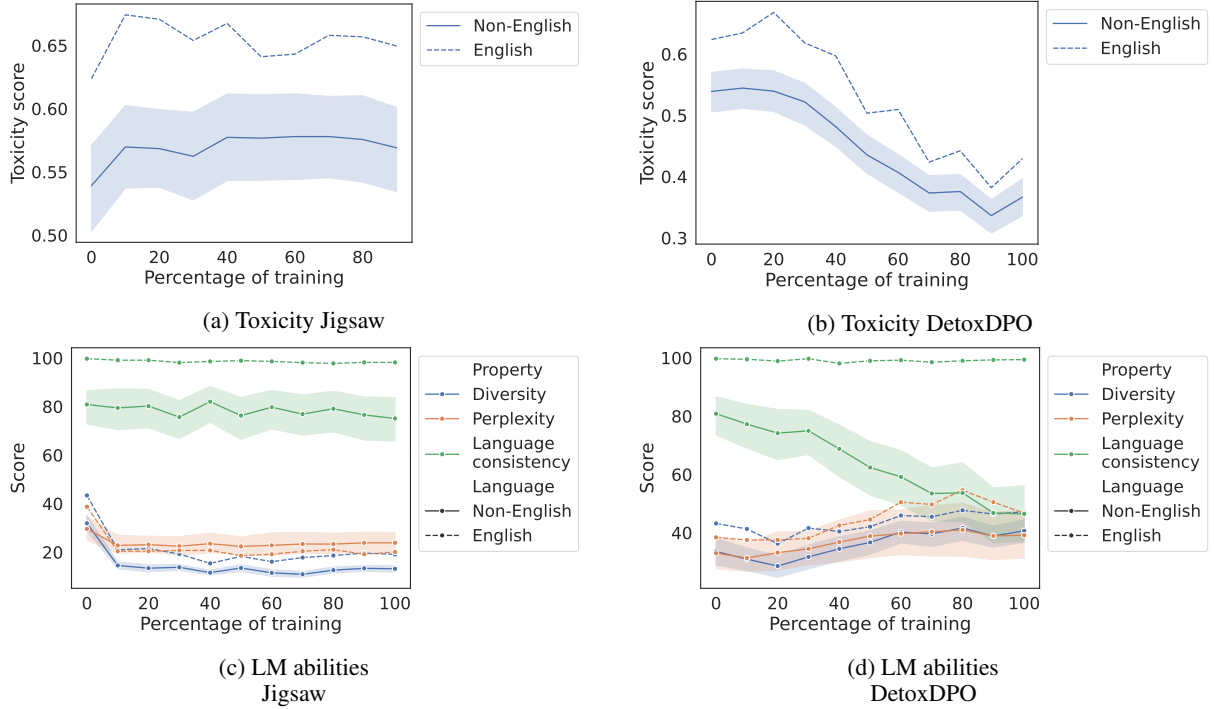 Toxicity score
0.65
0.60
0.55
0.50
0 20 40 60 80
Percentage of training
Non-English
English
(a) Toxicity Jigsaw
Toxicity score
0.6
0.5
0.4
0.3
0 20 40 60 80 100
Percentage of training
Non-English
English
(b) Toxicity DetoxDPO
Score
100
80
60
40
20
0 20 40 60 80 100
Percentage of training
Property
Diversity
Perplexity
Language
consistency
Language
Non-English
English
(c) LM abilities
Jigsaw
Score
100
80
60
40
0 20 40 60 80 100
Percentage of training
Property
Diversity
Perplexity
Language
consistency
Language
Non-English
English
(d) LM abilities
DetoxDPO